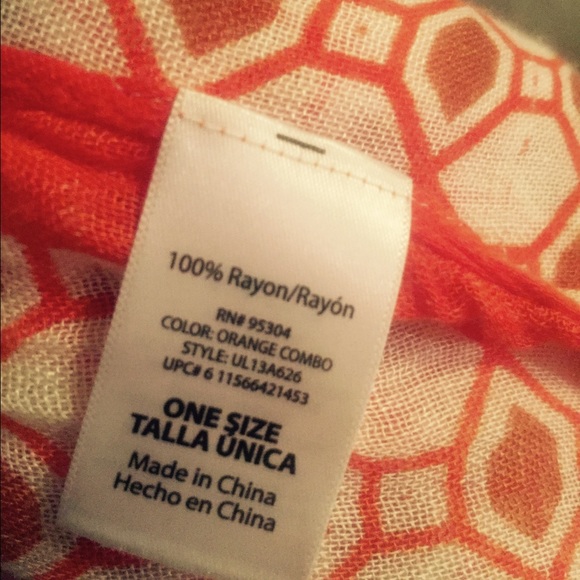 100% Rayon/Rayón
RN# 95304
COLOR: ORANGE COMBO
STYLE: UL13A626
UPC# 6 11566421453
ONE SIZE
TALLA ÚNICA
Made in China
Hecho en China